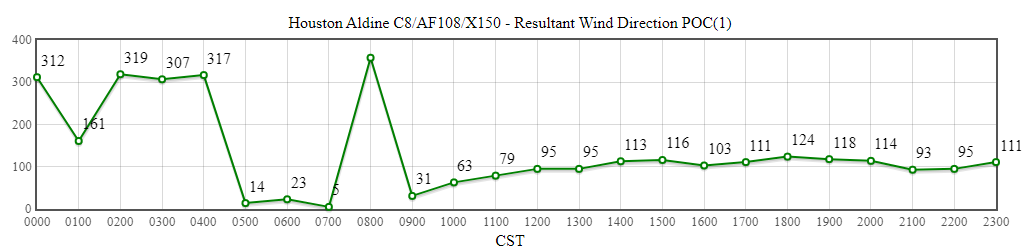 Houston Aldine C8/AF108/X150 - Resultant Wind Direction POC(1)
400
300
200
100
0
312 161 319 307 317 14 23 5 31 63 79 95 95 113 116 103 111 124 118 114 93 95 111
0000 0100 0200 0300 0400 0500 0600 0700 0800 0900 1000 1100 1200 1300 1400 1500 1600 1700 1800 1900 2000 2100 2200 2300
CST